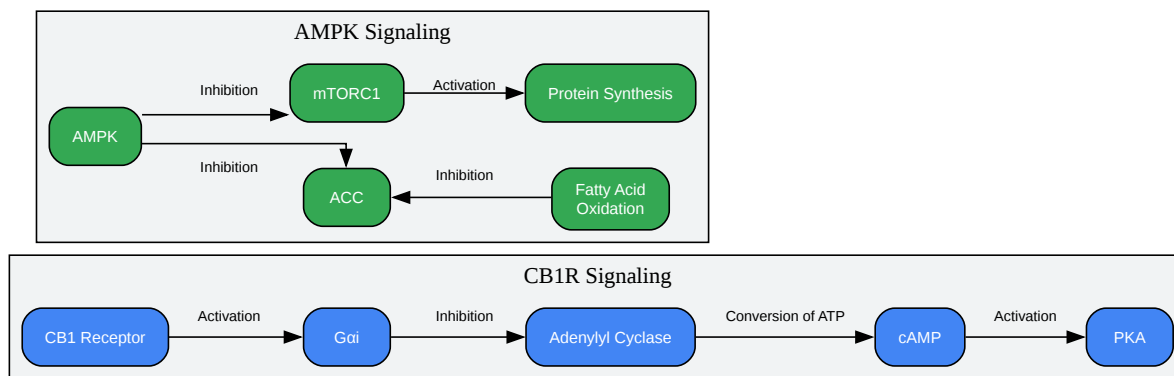 AMPK Signaling
Inhibition
mTORC1
Activation
Protein Synthesis
AMPK
Inhibition
ACC
Inhibition
Fatty Acid
Oxidation
CB1R Signaling
CB1 Receptor
Activation
Gαi
Inhibition
Adenylyl Cyclase
Conversion of ATP
cAMP
Activation
PKA